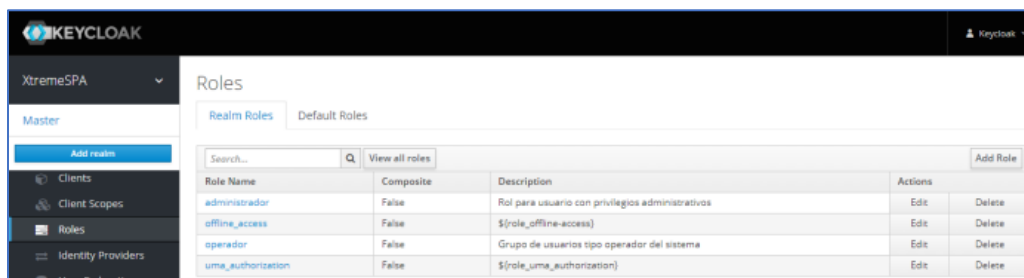 KEYCLOAK
Keycloak
XtremeSPA
Roles
Master
Realm Roles Default Roles
Add realm
Search... View all roles Add Role
Clients
Role Name Composite Description Actions
Client Scopes
administrador False Rol para usuario con privilegios administrativos Edit Delete
offline_access False ${role_offline-access} Edit Delete
Roles
operador False Grupo de usuarios tipo operador del sistema Edit Delete
Identity Providers
uma_authorization False ${role_uma_authorization} Edit Delete